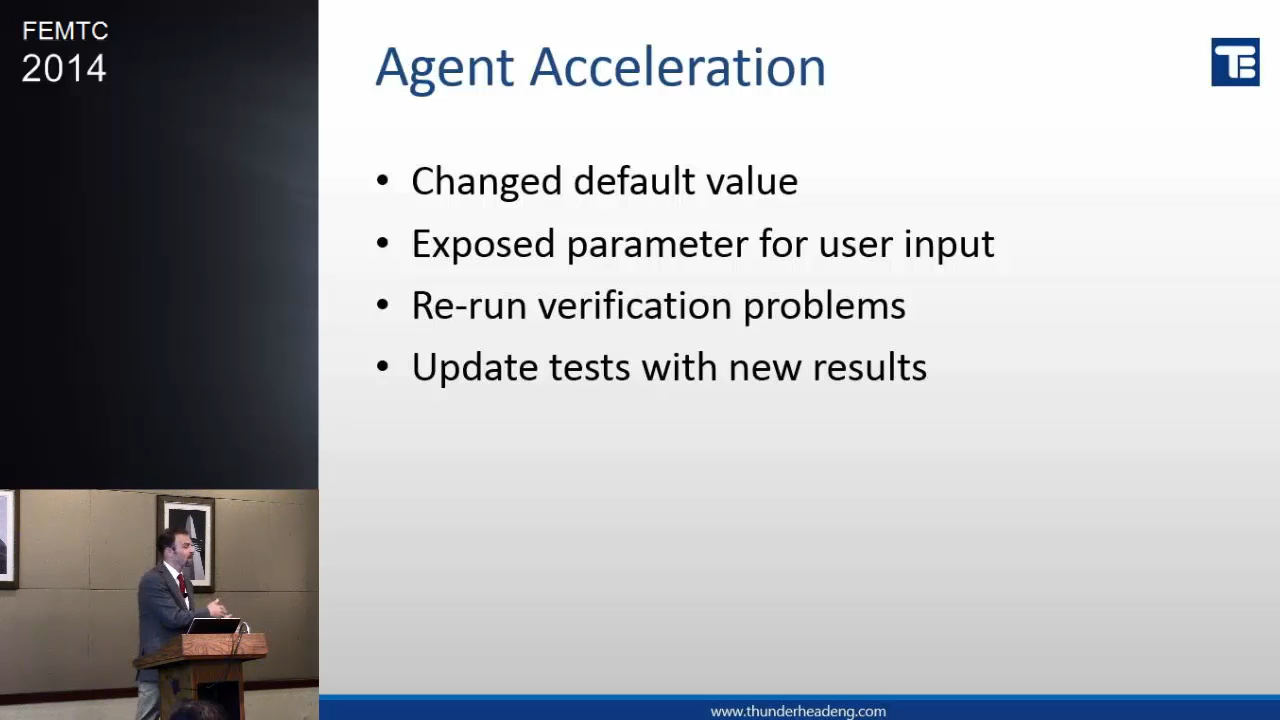 FEMTC
2014
Agent Acceleration
TE
• Changed default value
• Exposed parameter for user input
• Re-run verification problems
• Update tests with new results
www.thunderheadeng.com